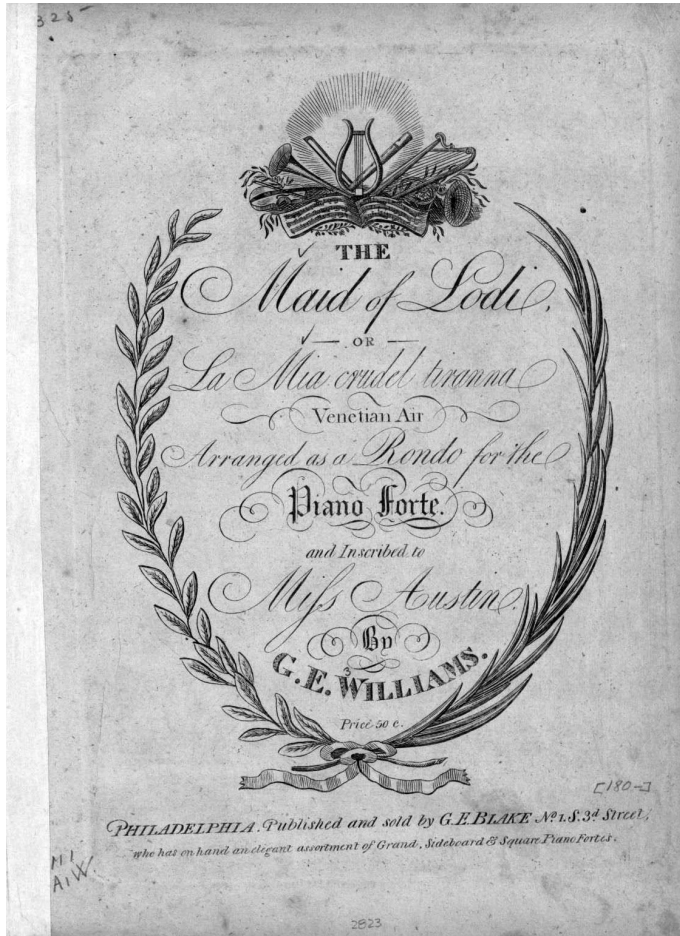 325
THE
Maid of Lodi,
— OR —
La Mia crudel tiranna
Venetian Air
Arranged as a Rondo for the
Piano Forte.
and Inscribed to
Miſs Austin.
By
G. E. WILLIAMS.
Price 50 c.
[180-]
PHILADELPHIA. Published and sold by G. E. BLAKE No. 1. S. 3d Street,
who has on hand an elegant assortment of Grand, Sideboard & Square Piano Fortes.
M1
A1W
2823